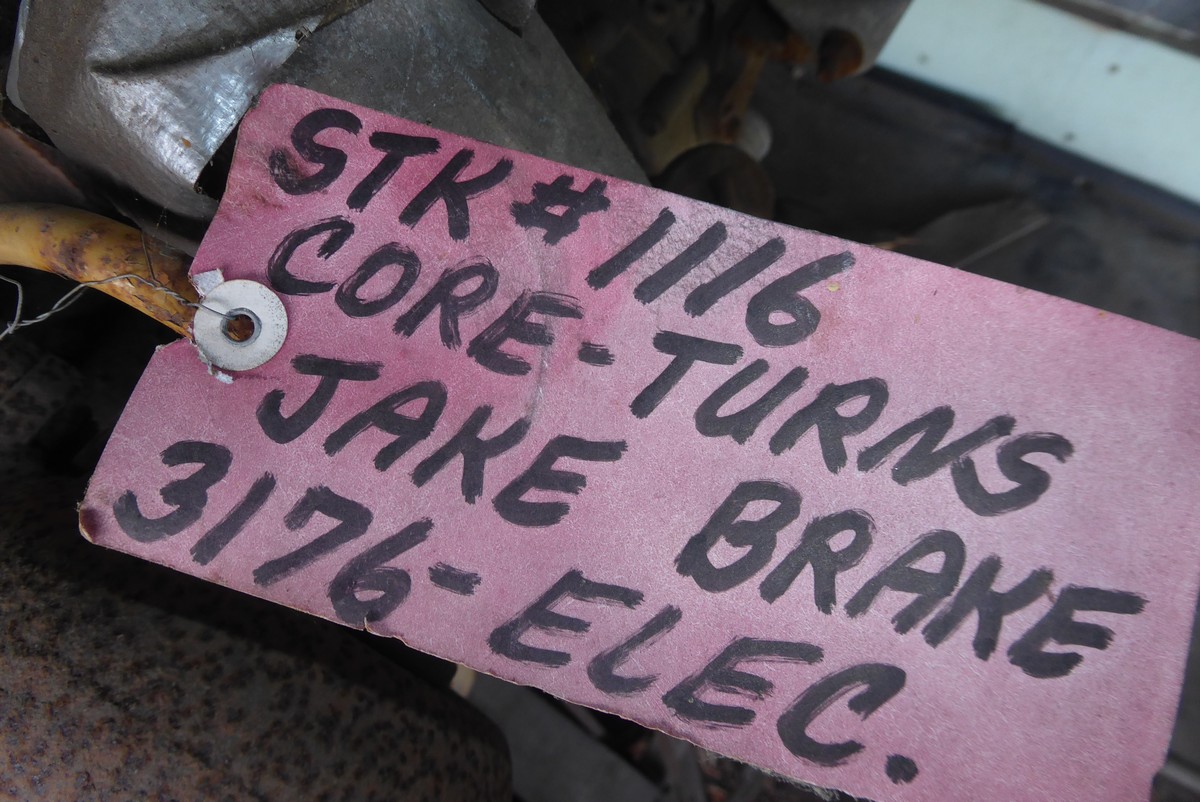 STK# 1116
CORE-TURNS
JAKE BRAKE
3176-ELEC.